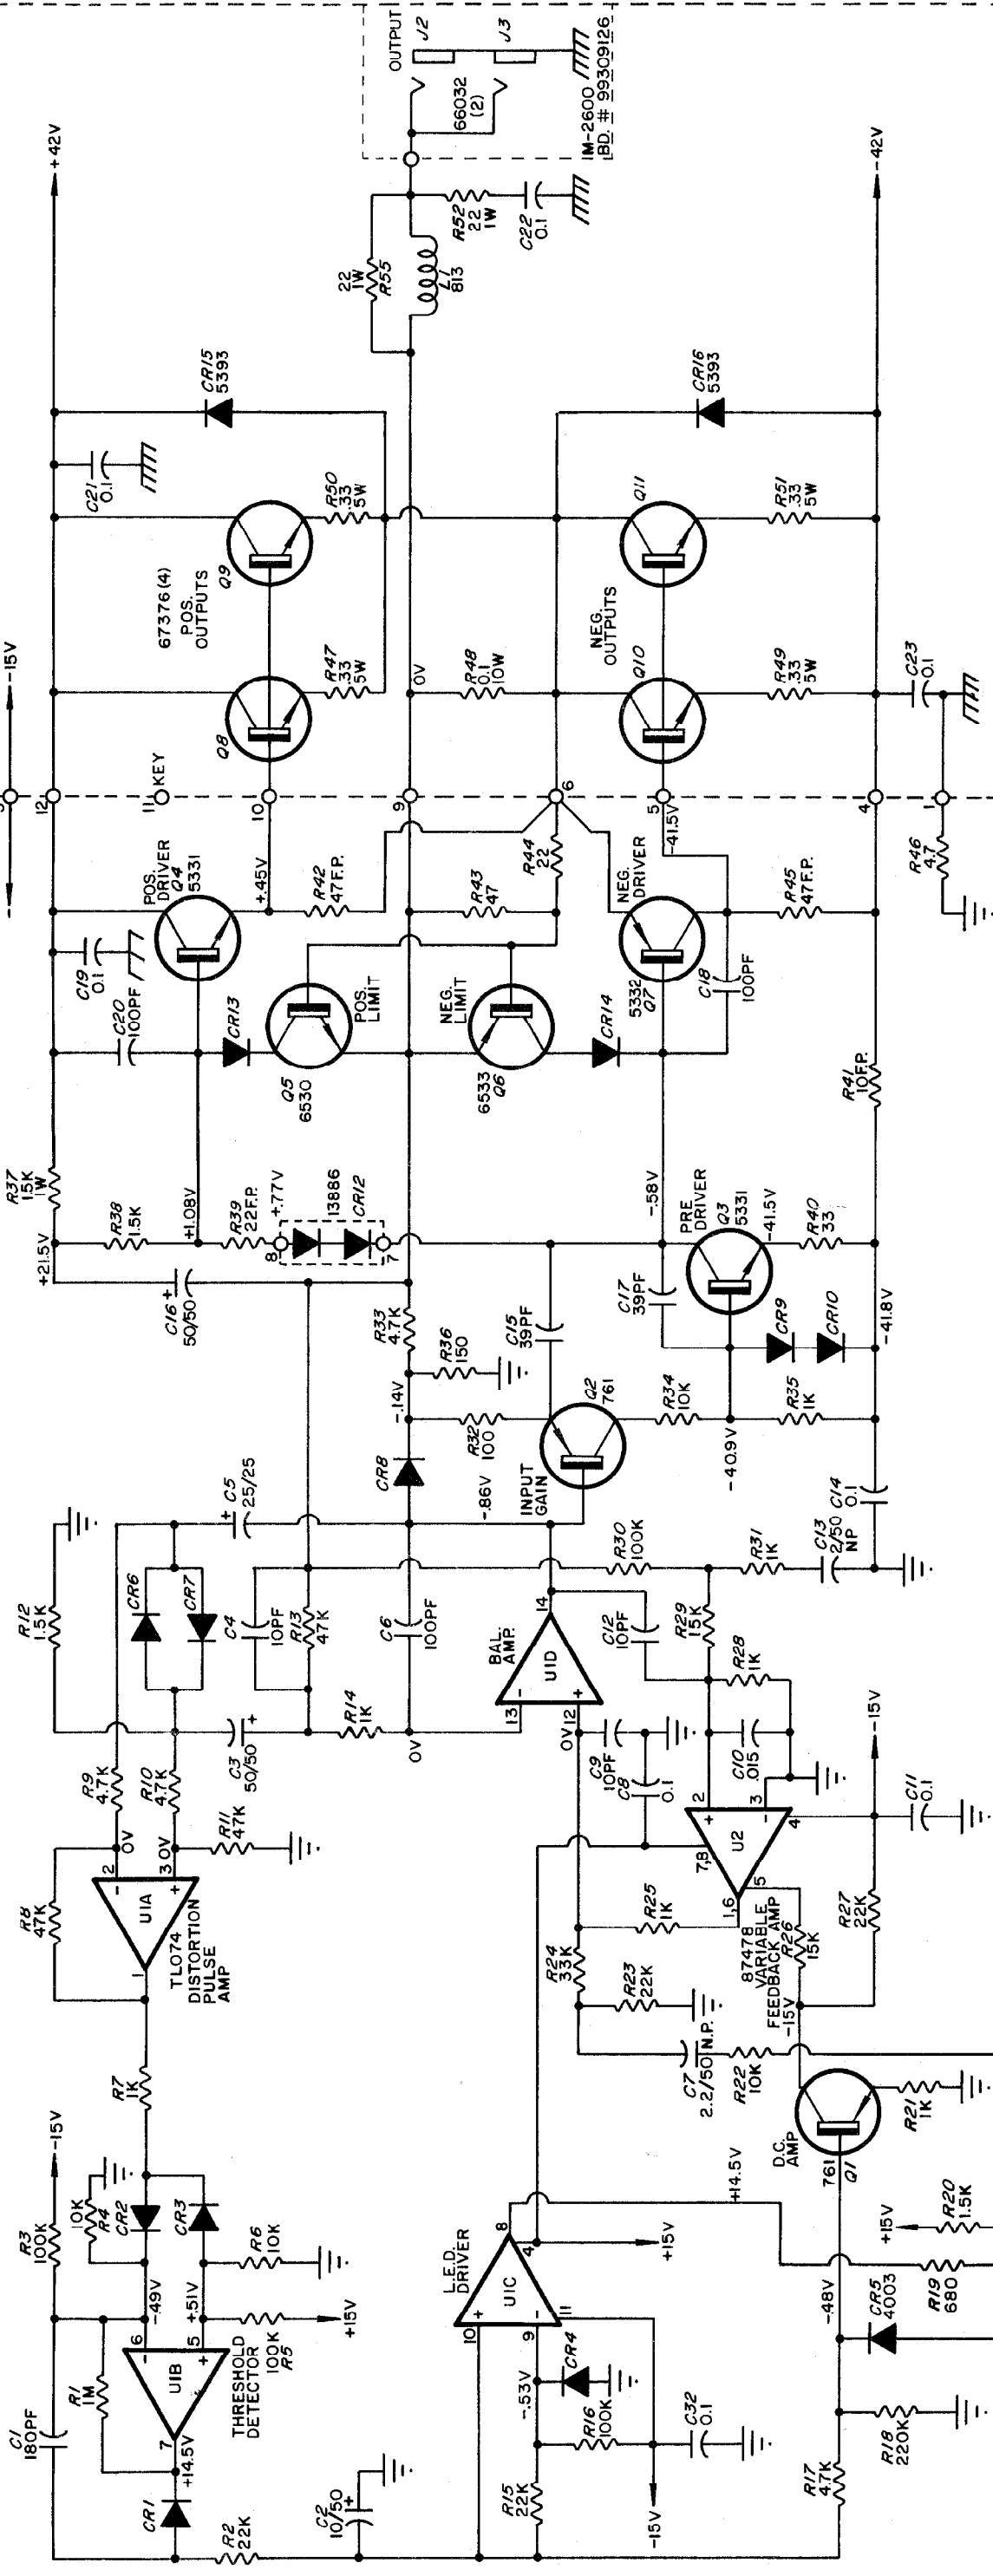 -15V
+42V
12
KEY
11
10
9
6
5
4
1
OUTPUT
J2
J3
66032
(2)
M-2600
BD. # 99309126
R52
22
1W
C22
0.1
22
1W
R55
L1
813
CR15
5393
C21
0.1
R50
.33
5W
Q9
67376(4)
POS.
OUTPUTS
R47
.33
5W
Q8
0V
R48
0.1
10W
NEG.
OUTPUTS
Q11
Q10
R51
.33
5W
R49
.33
5W
CR16
5393
-42V
C23
0.1
R46
4.7
POS.
DRIVER
Q4
5331
+.45V
R42
47F.P.
C19
0.1
C20
100PF
CR13
POS.
LIMIT
Q5
6530
R43
47
R44
22
NEG.
LIMIT
6533
Q6
CR14
NEG.
DRIVER
5332
Q7
-41.5V
C18
100PF
R45
47F.P.
R41
10F.P.
R37
1.5K
1W
+21.5V
R38
1.5K
+1.08V
R39
22F.P.
+.77V
8
13886
CR12
7
C16
+
50/50
R33
4.7K
R36
150
-.14V
-.58V
PRE
DRIVER
Q3
5331
-41.5V
R40
33
C15
39PF
C17
39PF
CR9
CR10
-41.8V
R32
100
Q2
761
INPUT
GAIN
R34
10K
-40.9V
R35
1K
CR8
-.86V
C14
0.1
C13
2/50
NP
R31
1K
R30
100K
R12
1.5K
C5
25/25
+
CR6
CR7
C4
10PF
R13
47K
C6
100PF
C3
50/50
+
R14
1K
0V
BAL.
AMP.
U1D
14
13
-
+
0V
12
C12
10PF
R29
15K
R28
1K
C9
10PF
C8
0.1
C10
.015
R9
4.7K
R10
4.7K
R11
47K
0V
0V
2
3
-
+
U1A
1
R8
47K
TL074
DISTORTION
PULSE
AMP
2
3
+
-
U2
7,8
4
5
1,6
-15V
C11
0.1
87478
VARIABLE
FEEDBACK AMP
R25
1K
R26
15K
R27
22K
-15V
R24
33K
R23
22K
C7
2.2/50 N.P.
R22
10K
R7
1K
-15V
R3
100K
10K
R4
CR2
CR3
R6
10K
-.49V
+.51V
6
5
-
+
U1B
7
THRESHOLD
DETECTOR
100K
R5
+15V
R1
1M
C1
180PF
+14.5V
CR1
R2
22K
C2
10/50
+
L.E.D.
DRIVER
U1C
8
4
10
9
11
+
-
+14.5V
+15V
-.53V
CR4
R16
100K
R15
22K
C32
0.1
-15V
D.C.
AMP
761
Q1
R21
1K
-.48V
CR5
4003
R17
4.7K
R18
220K
R19
680
+15V
R20
1.5K